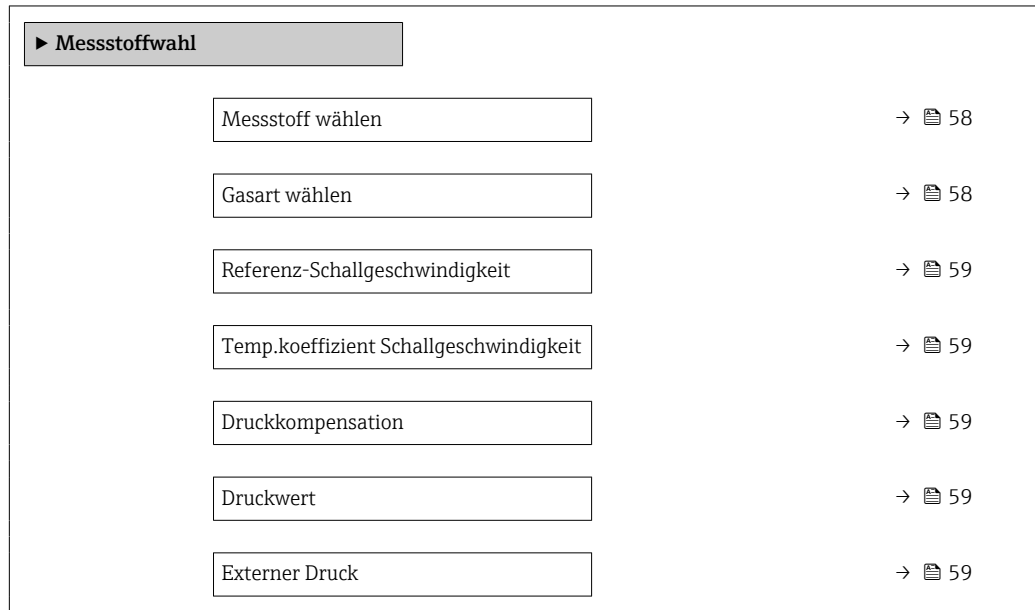 ► Messstoffwahl
Messstoff wählen → 58
Gasart wählen → 58
Referenz-Schallgeschwindigkeit → 59
Temp.koeffizient Schallgeschwindigkeit → 59
Druckkompensation → 59
Druckwert → 59
Externer Druck → 59